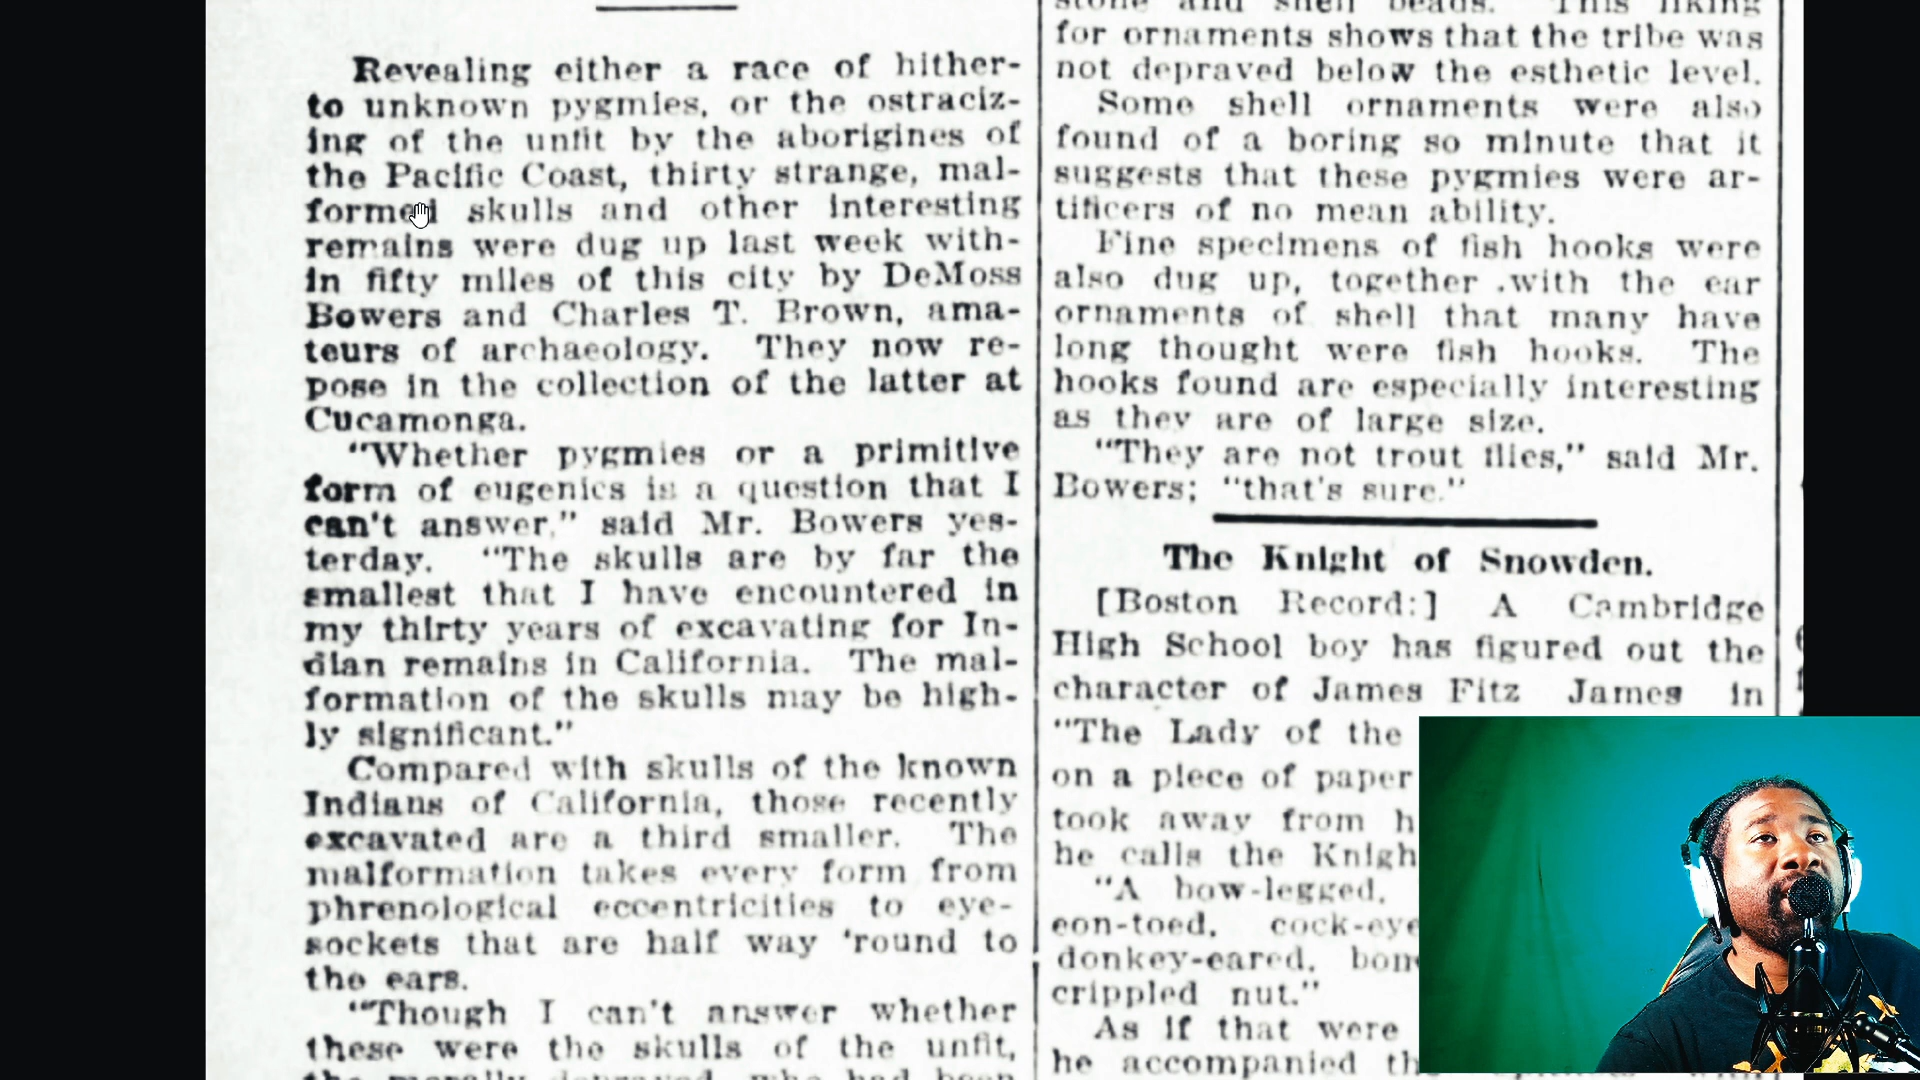 Revealing either a race of hither-
to unknown pygmies, or the ostraciz-
ing of the unfit by the aborigines of
the Pacific Coast, thirty strange, mal-
formed skulls and other interesting
remains were dug up last week with-
in fifty miles of this city by DeMoss
Bowers and Charles T. Brown, ama-
teurs of archaeology. They now re-
pose in the collection of the latter at
Cucamonga.
"Whether pygmies or a primitive
form of eugenics is a question that I
can't answer," said Mr. Bowers yes-
terday. "The skulls are by far the
smallest that I have encountered in
my thirty years of excavating for In-
dian remains in California. The mal-
formation of the skulls may be high-
ly significant."
Compared with skulls of the known
Indians of California, those recently
excavated are a third smaller. The
malformation takes every form from
phrenological eccentricities to eye-
sockets that are half way 'round to
the ears.
"Though I can't answer whether
these were the skulls of the unfit,
the morally depraved, who had been
stone and shell beads. This liking
for ornaments shows that the tribe was
not depraved below the esthetic level.
Some shell ornaments were also
found of a boring so minute that it
suggests that these pygmies were ar-
tificers of no mean ability.
Fine specimens of fish hooks were
also dug up, together .with the ear
ornaments of shell that many have
long thought were fish hooks. The
hooks found are especially interesting
as they are of large size.
"They are not trout flies," said Mr.
Bowers; "that's sure."
The Knight of Snowden.
[Boston Record:] A Cambridge
High School boy has figured out the
character of James Fitz James in
"The Lady of the
on a piece of paper
took away from h
he calls the Knigh
"A bow-legged,
eon-toed, cock-eye
donkey-eared, bon
crippled nut."
As if that were
he accompanied th